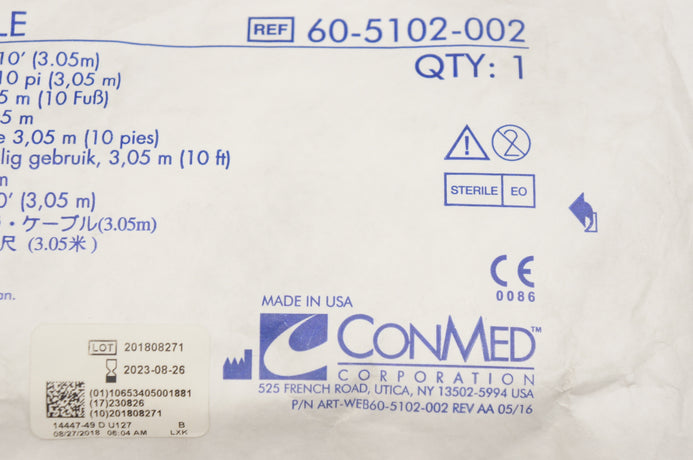 LE
REF 60-5102-002
QTY: 1
10' (3.05m)
10 pi (3,05 m)
5 m (10 Fuß)
5 m
e 3,05 m (10 pies)
lig gebruik, 3,05 m (10 ft)
m
0' (3,05 m)
・ケーブル(3.05m)
尺 (3.05米)
an.
2
STERILE EO
CE
0086
MADE IN USA
CONMED™
CORPORATION
525 FRENCH ROAD, UTICA, NY 13502-5994 USA
P/N ART-WEB60-5102-002 REV AA 05/16
LOT 201808271
2023-08-26
(01)10653405001881
(17)230826
(10)201808271
14447-49 D U127 B
08/27/2018 06:04 AM LXK